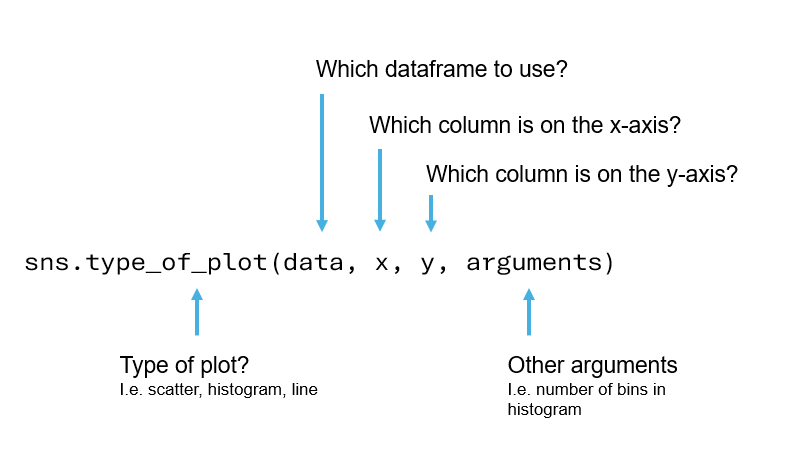 Which dataframe to use?
Which column is on the x-axis?
Which column is on the y-axis?
sns.type_of_plot(data, x, y, arguments)
Type of plot?
I.e. scatter, histogram, line
Other arguments
I.e. number of bins in
histogram